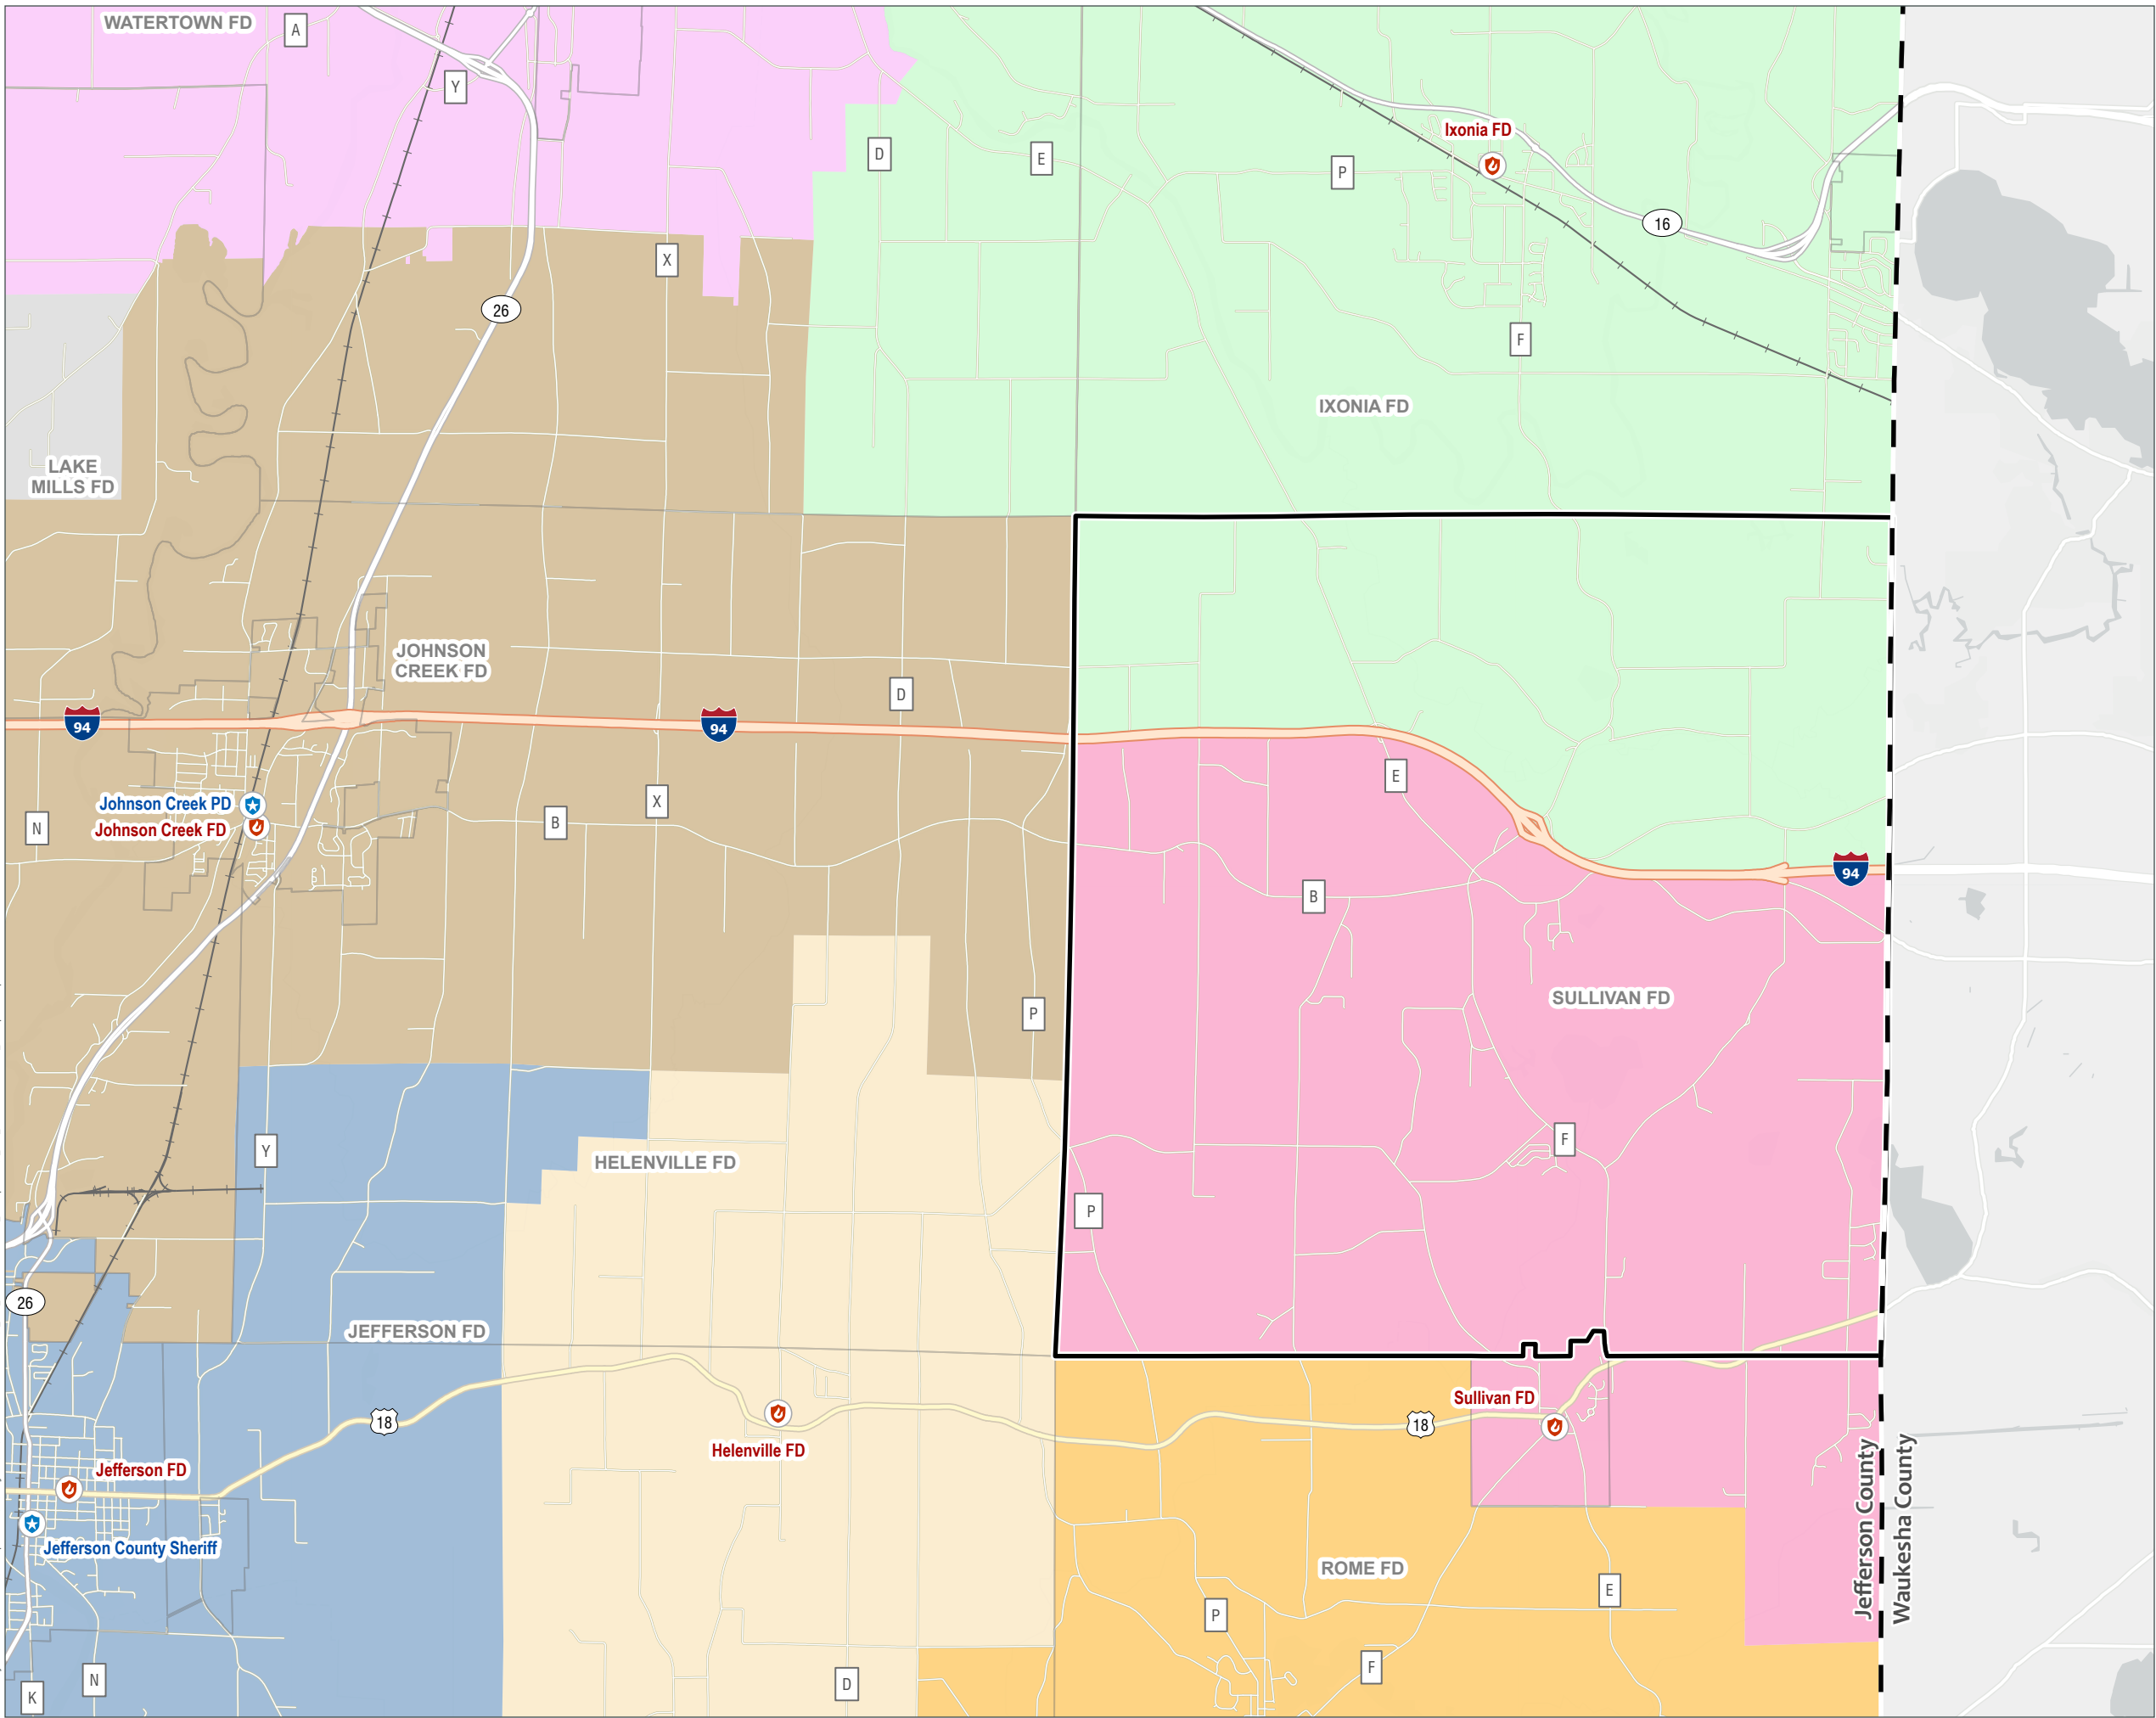 WATERTOWN FD
A
Y
Ixonia FD
D
E
P
16
X
26
F
IXONIA FD
LAKE
MILLS FD
JOHNSON
CREEK FD
D
94
94
E
Johnson Creek PD
X
N
Johnson Creek FD
B
94
B
SULLIVAN FD
P
F
Y
HELENVILLE FD
P
26
JEFFERSON FD
Sullivan FD
18
18
Helenville FD
Jefferson FD
Jefferson County Sheriff
Jefferson County
Waukesha County
ROME FD
E
P
F
N
D
K